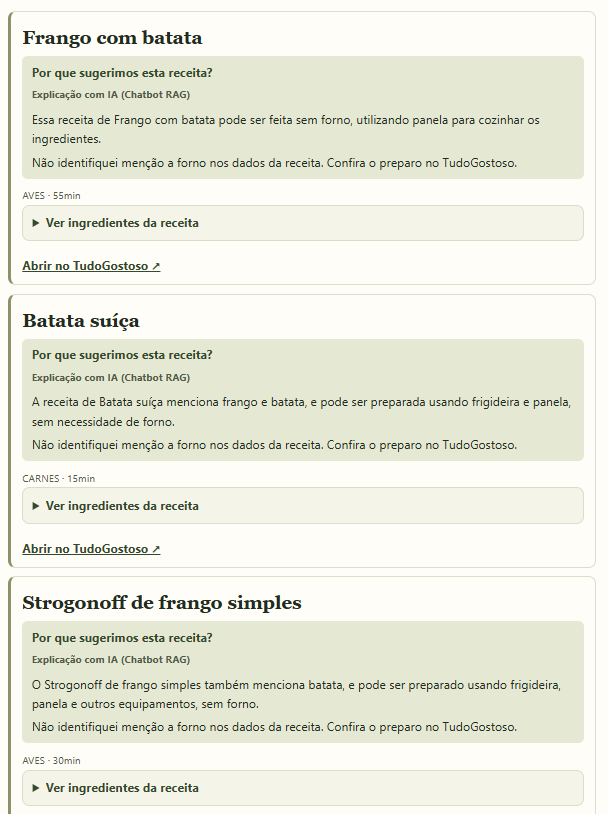 Frango com batata
Por que sugerimos esta receita?
Explicação com IA (Chatbot RAG)
Essa receita de Frango com batata pode ser feita sem forno, utilizando panela para cozinhar os
ingredientes.
Não identifiquei menção a forno nos dados da receita. Confira o preparo no TudoGostoso.
AVES · 55min
▶ Ver ingredientes da receita
Abrir no TudoGostoso ↗
Batata suíça
Por que sugerimos esta receita?
Explicação com IA (Chatbot RAG)
A receita de Batata suíça menciona frango e batata, e pode ser preparada usando frigideira e panela,
sem necessidade de forno.
Não identifiquei menção a forno nos dados da receita. Confira o preparo no TudoGostoso.
CARNES · 15min
▶ Ver ingredientes da receita
Abrir no TudoGostoso ↗
Strogonoff de frango simples
Por que sugerimos esta receita?
Explicação com IA (Chatbot RAG)
O Strogonoff de frango simples também menciona batata, e pode ser preparado usando frigideira,
panela e outros equipamentos, sem forno.
Não identifiquei menção a forno nos dados da receita. Confira o preparo no TudoGostoso.
AVES · 30min
▶ Ver ingredientes da receita